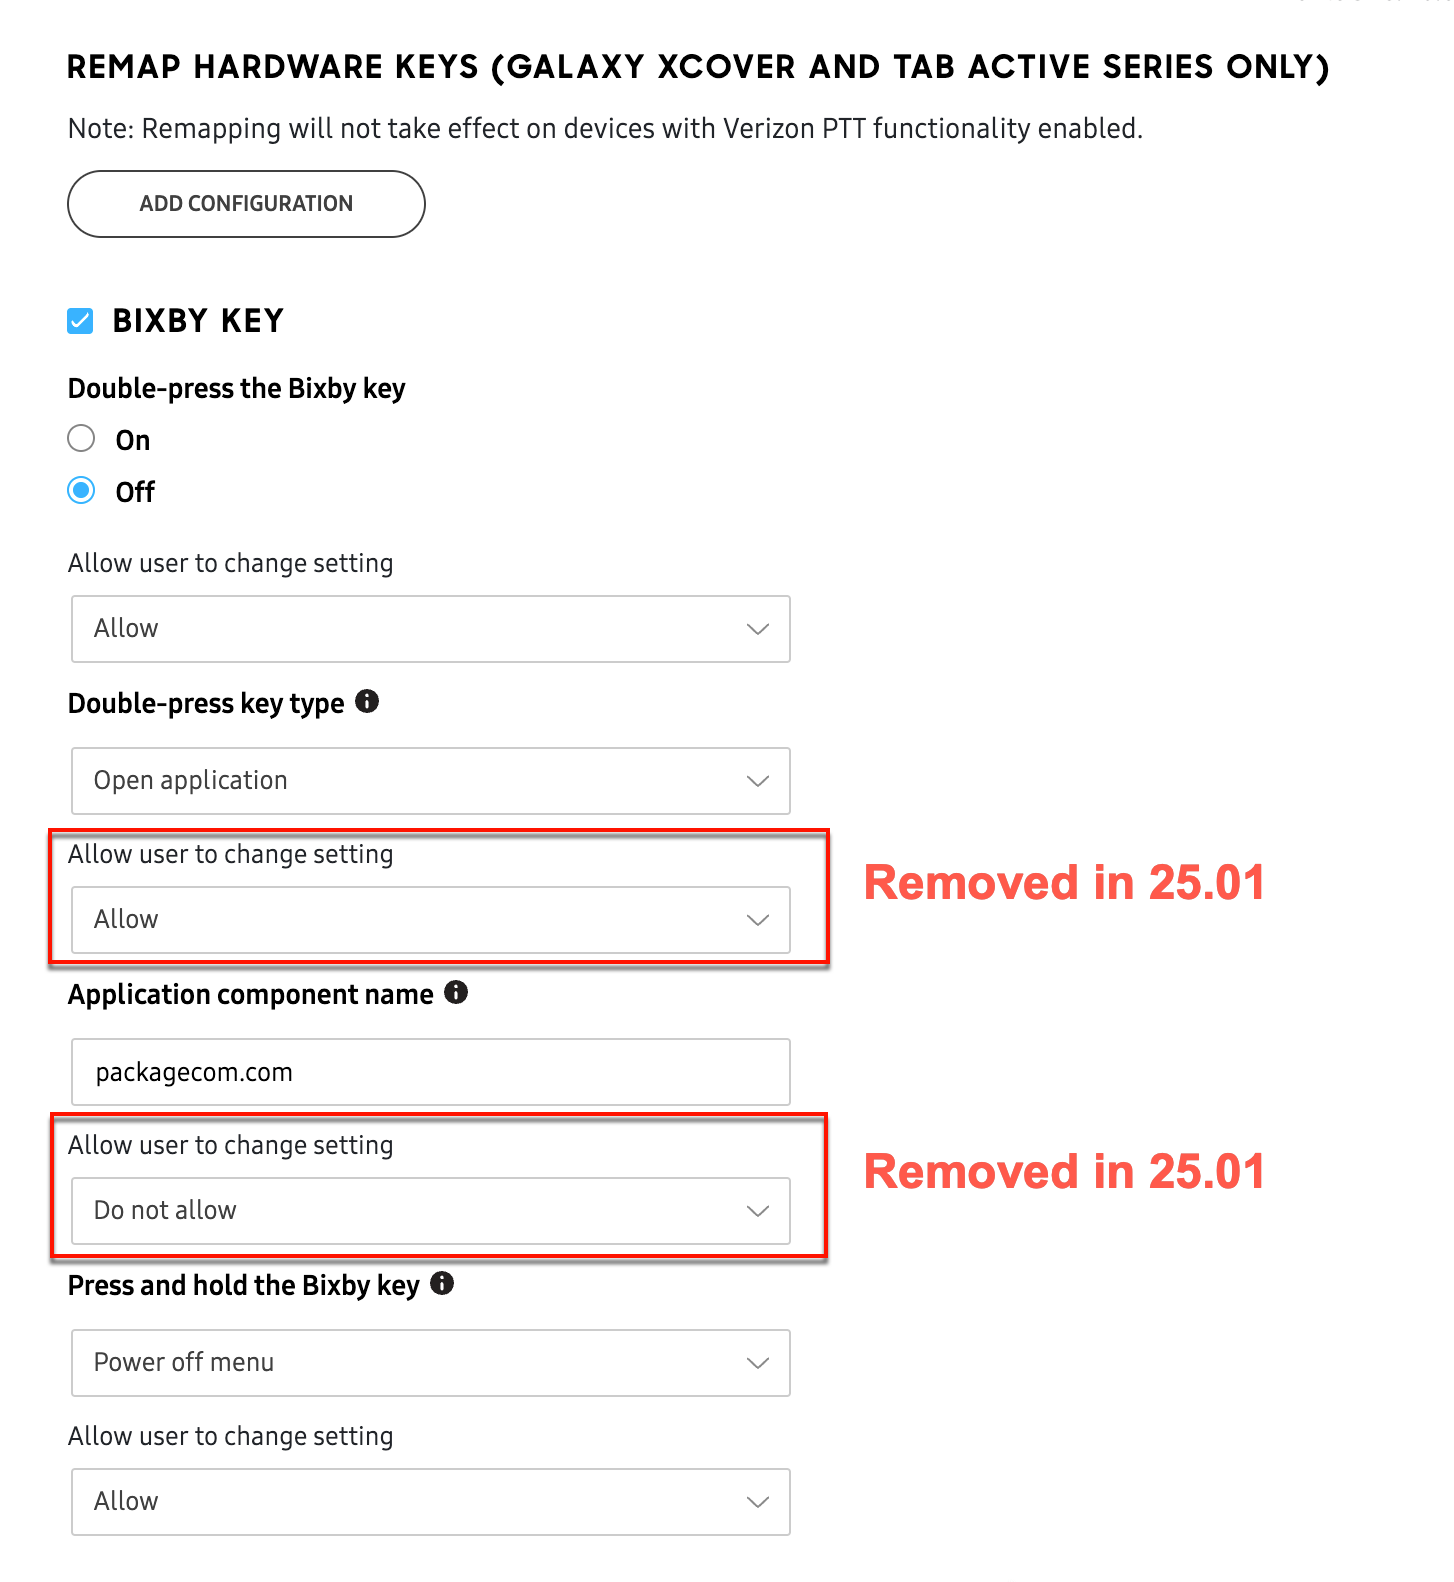 REMAP HARDWARE KEYS (GALAXY XCOVER AND TAB ACTIVE SERIES ONLY)
Note: Remapping will not take effect on devices with Verizon PTT functionality enabled.
ADD CONFIGURATION
BIXBY KEY
Double-press the Bixby key
On
Off
Allow user to change setting
Allow
Double-press key type
Open application
Allow user to change setting
Removed in 25.01
Allow
Application component name
packagecom.com
Allow user to change setting
Removed in 25.01
Do not allow
Press and hold the Bixby key
Power off menu
Allow user to change setting
Allow